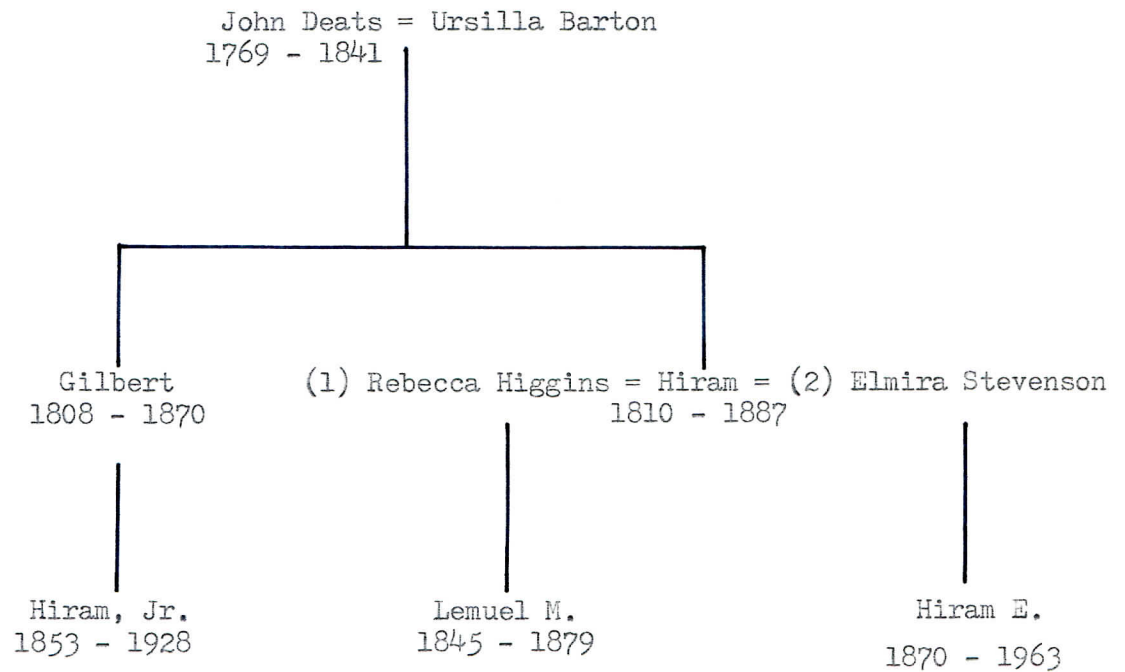 John Deats = Ursilla Barton
1769 - 1841
Gilbert
1808 - 1870
(1) Rebecca Higgins = Hiram = (2) Elmira Stevenson
1810 - 1887
Hiram, Jr.
1853 - 1928
Lemuel M.
1845 - 1879
Hiram E.
1870 - 1963